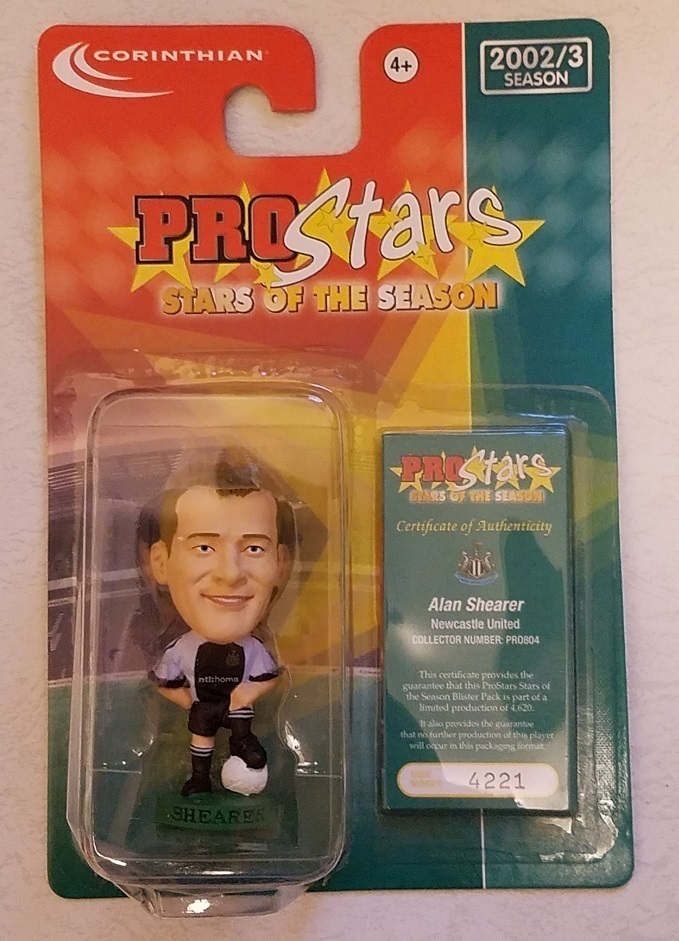 CORINTHIAN
4+
2002/3
SEASON
PROStars
STARS OF THE SEASON
PROStars
STARS OF THE SEASON
Certificate of Authenticity
Alan Shearer
Newcastle United
COLLECTOR NUMBER: PRO804
This certificate provides the
guarantee that this ProStars Stars of
the Season Blister Pack is part of a
limited production of 4,620.
It also provides the guarantee
that no further production of this player
will occur in this packaging format.
4221
ntl:home
SHEARER